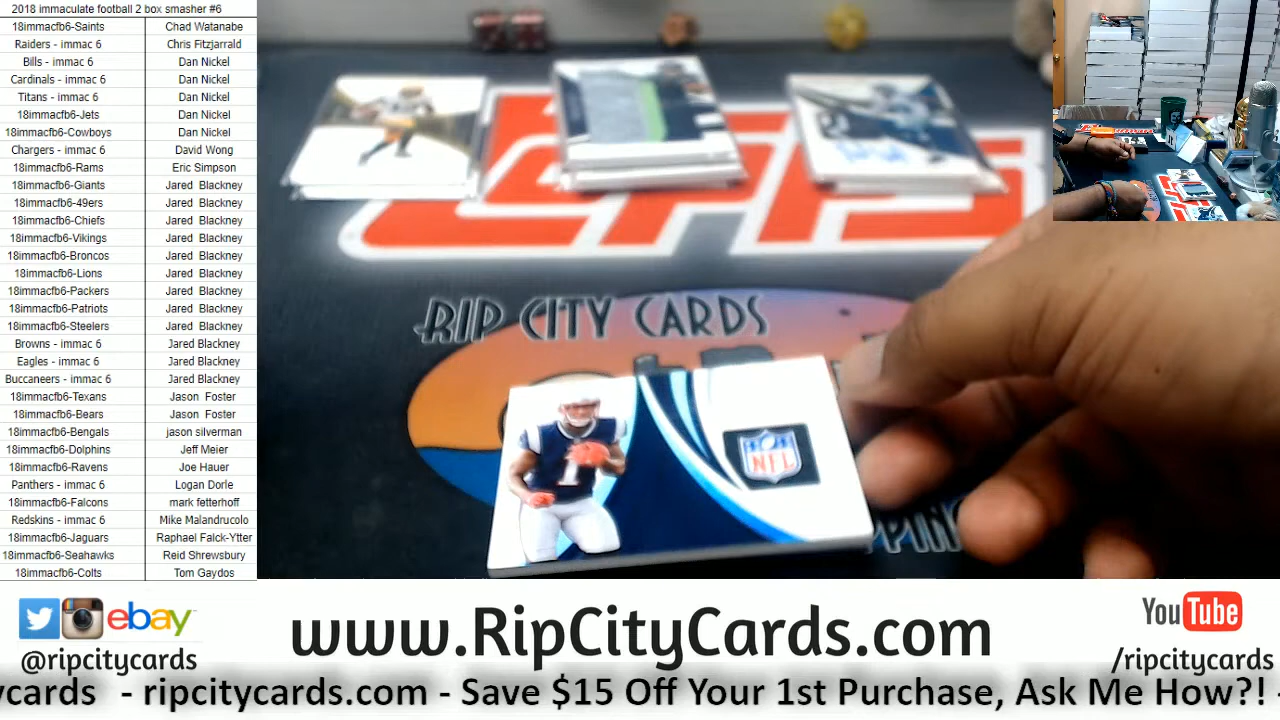 2018 immaculate football 2 box smasher #6
18immacfb6-Saints Chad Watanabe
Raiders - immac 6 Chris Fitzjarrald
Bills - immac 6 Dan Nickel
Cardinals - immac 6 Dan Nickel
Titans - immac 6 Dan Nickel
18immacfb6-Jets Dan Nickel
18immacfb6-Cowboys Dan Nickel
Chargers - immac 6 David Wong
18immacfb6-Rams Eric Simpson
18immacfb6-Giants Jared Blackney
18immacfb6-49ers Jared Blackney
18immacfb6-Chiefs Jared Blackney
18immacfb6-Vikings Jared Blackney
18immacfb6-Broncos Jared Blackney
18immacfb6-Lions Jared Blackney
18immacfb6-Packers Jared Blackney
18immacfb6-Patriots Jared Blackney
18immacfb6-Steelers Jared Blackney
Browns - immac 6 Jared Blackney
Eagles - immac 6 Jared Blackney
Buccaneers - immac 6 Jared Blackney
18immacfb6-Texans Jason Foster
18immacfb6-Bears Jason Foster
18immacfb6-Bengals jason silverman
18immacfb6-Dolphins Jeff Meier
18immacfb6-Ravens Joe Hauer
Panthers - immac 6 Logan Dorle
18immacfb6-Falcons mark fetterhoff
Redskins - immac 6 Mike Malandrucolo
18immacfb6-Jaguars Raphael Falck-Ytter
18immacfb6-Seahawks Reid Shrewsbury
18immacfb6-Colts Tom Gaydos
RIP CITY CARDS
1
NFL
ebay
@ripcitycards
www.RipCityCards.com
YouTube
/ripcitycards
ycards - ripcitycards.com - Save $15 Off Your 1st Purchase, Ask Me How?! -